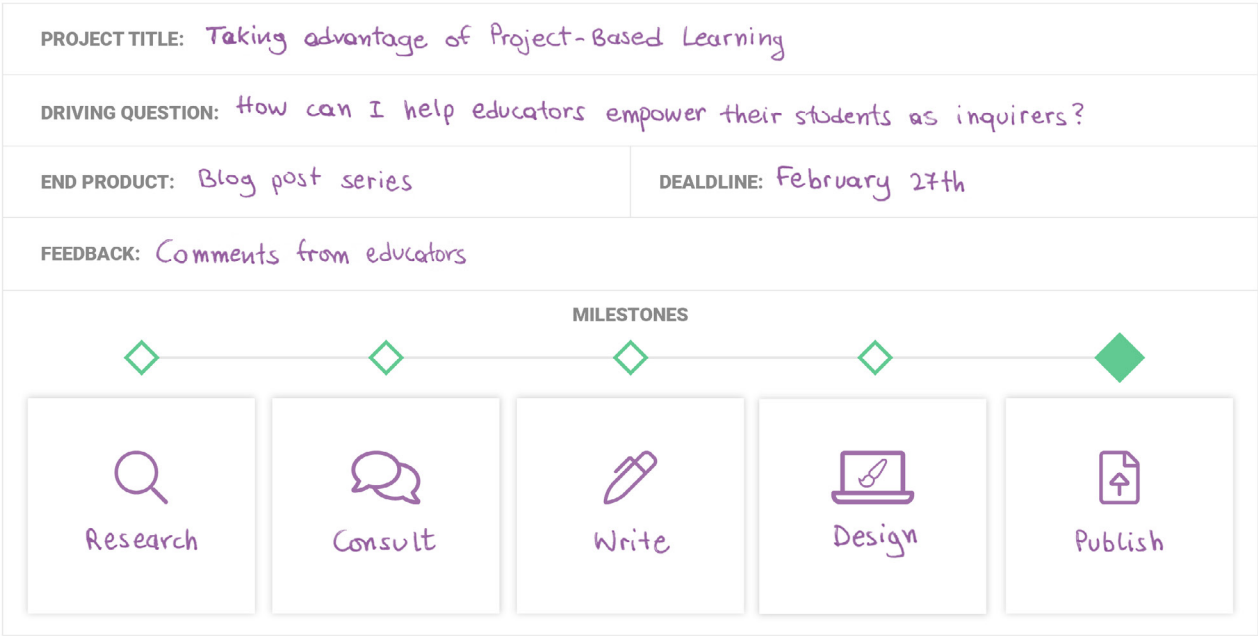 PROJECT TITLE: Taking advantage of Project-Based Learning
DRIVING QUESTION: How can I help educators empower their students as inquirers?
END PRODUCT: Blog post series
DEALDLINE: February 27th
FEEDBACK: Comments from educators
MILESTONES
Research
Consult
Write
Design
Publish